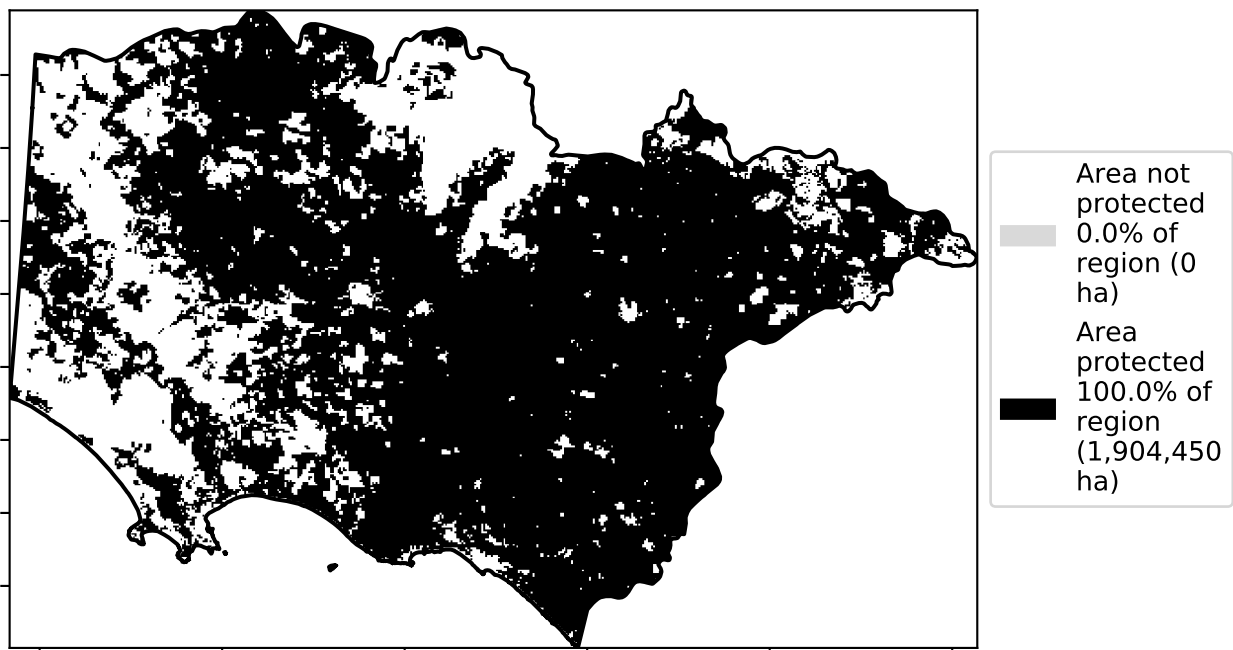 Area not
protected
0.0% of
region (0
ha)
Area
protected
100.0% of
region
(1,904,450
ha)